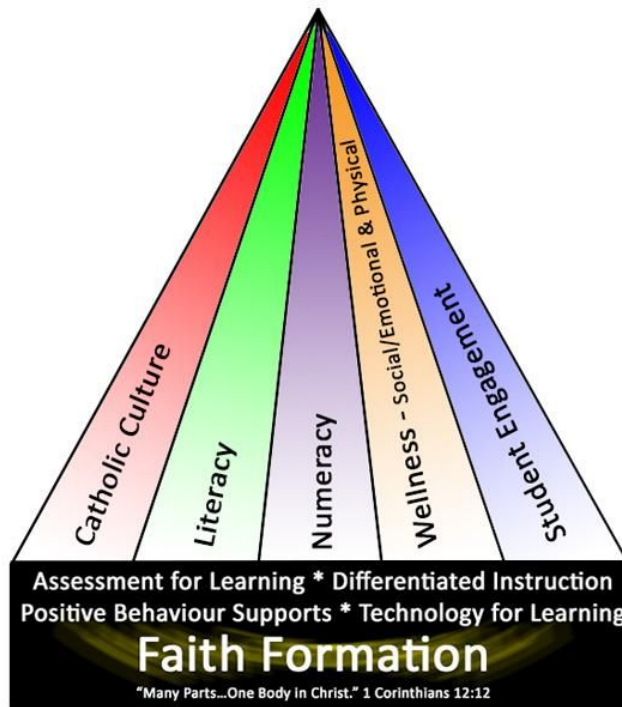 Catholic Culture
Literacy
Numeracy
Wellness - Social/Emotional & Physical
Student Engagement
Assessment for Learning * Differentiated Instruction
Positive Behaviour Supports * Technology for Learning
Faith Formation
"Many Parts...One Body in Christ." 1 Corinthians 12:12